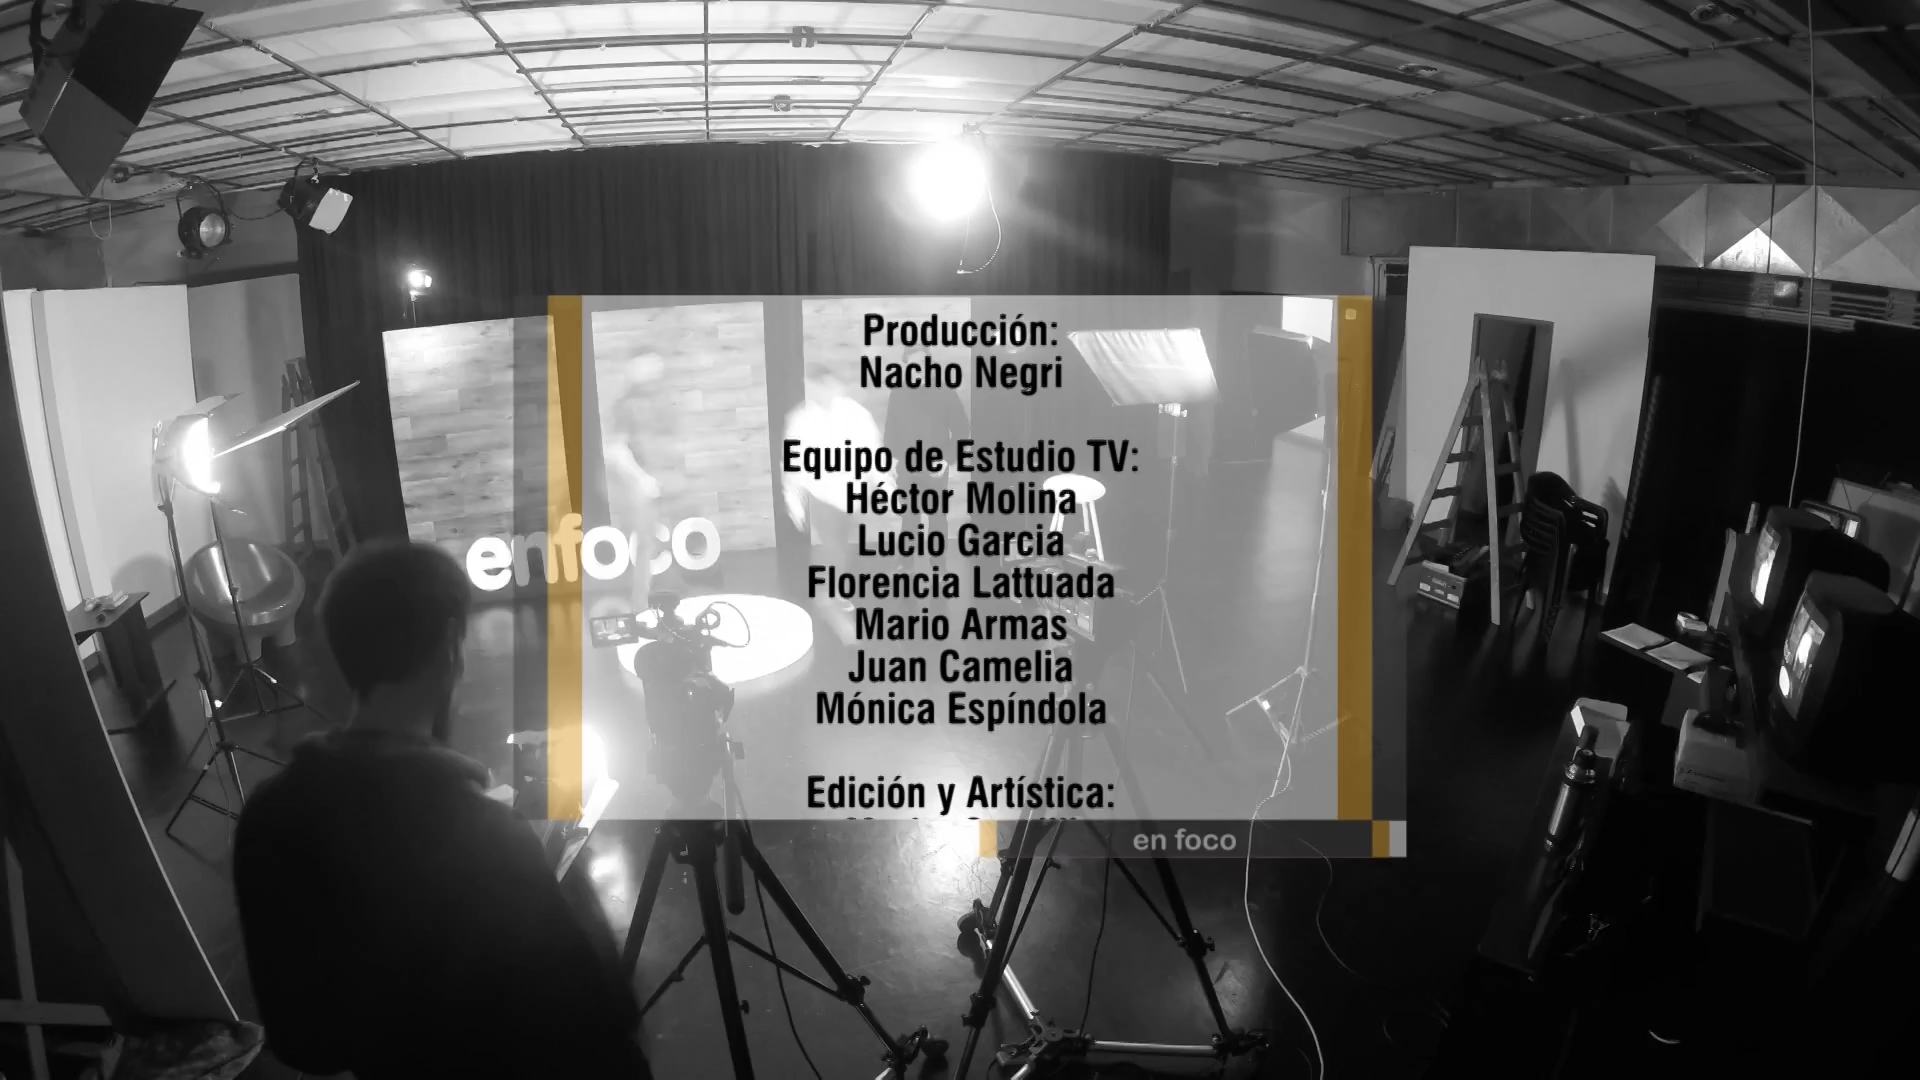 Producción:
Nacho Negri
Equipo de Estudio TV:
Héctor Molina
Lucio Garcia
Florencia Lattuada
Mario Armas
Juan Camelia
Mónica Espíndola
Edición y Artística:
enfoco
en foco